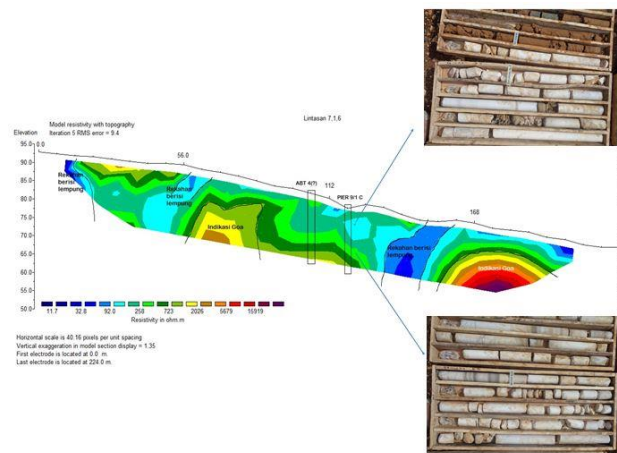 Model resistivity with topography
Iteration 5 RMS error = 9.4
Lintasan 7,1,6
Elevation
0.0
56.0
112
168
95.0
90.0
85.0
80.0
75.0
70.0
65.0
60.0
55.0
50.0
Rekahan berisi
lempung
Rekahan berisi
lempung
Indikasi Goa
ABT 4(?)
PIER 9/1 C
Rekahan berisi
lempung
Indikasi Goa
11.7 32.8 92.0 258 723 2026 5679 15919
Resistivity in ohm.m
Horizontal scale is 40.16 pixels per unit spacing
Vertical exaggeration in model section display = 1.35
First electrode is located at 0.0 m.
Last electrode is located at 224.0 m.